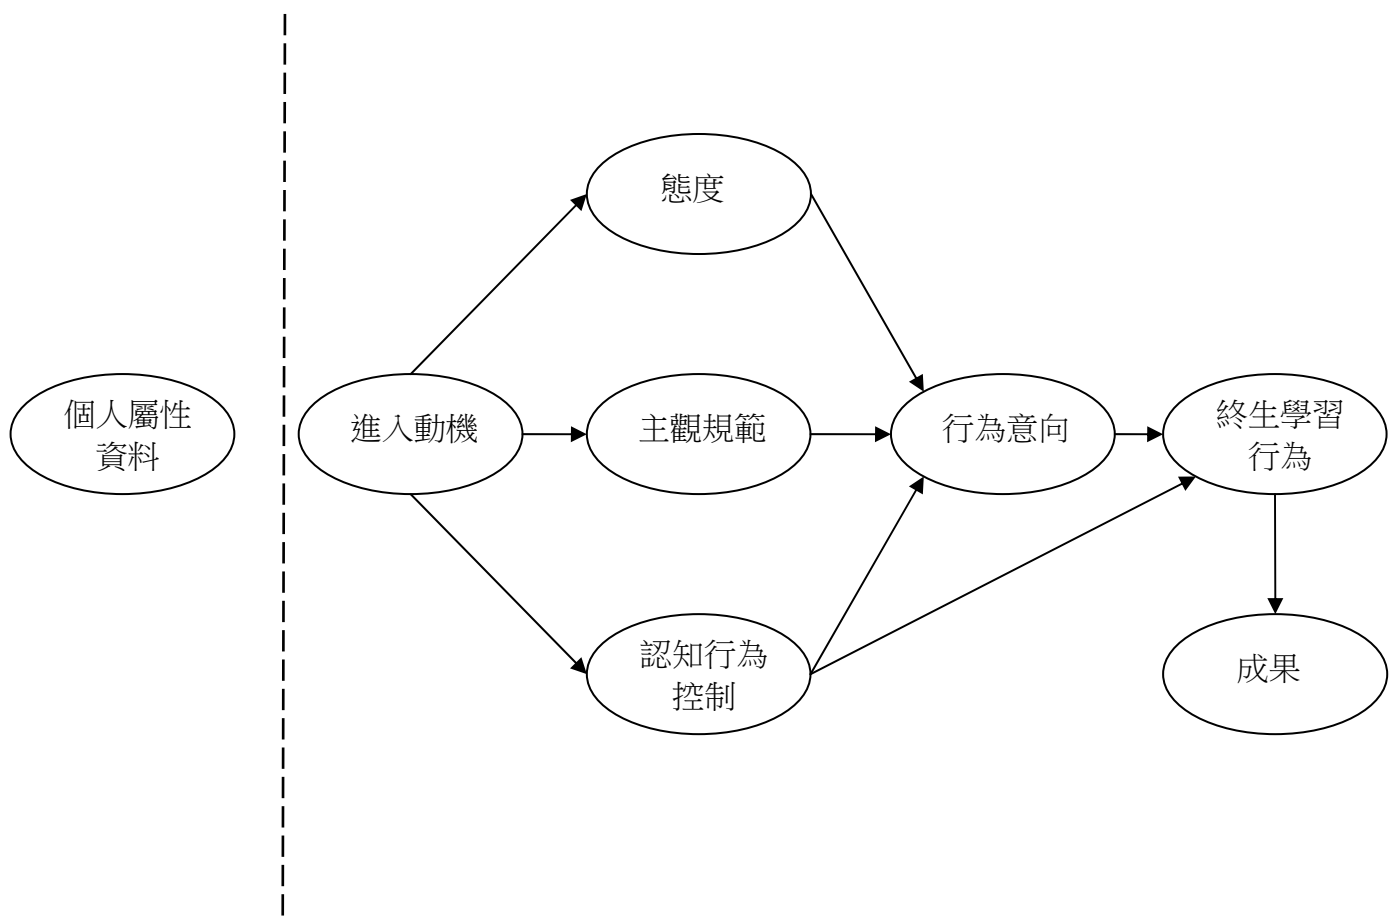 態度
個人屬性
資料
進入動機
主觀規範
行為意向
終生學習
行為
認知行為
控制
成果